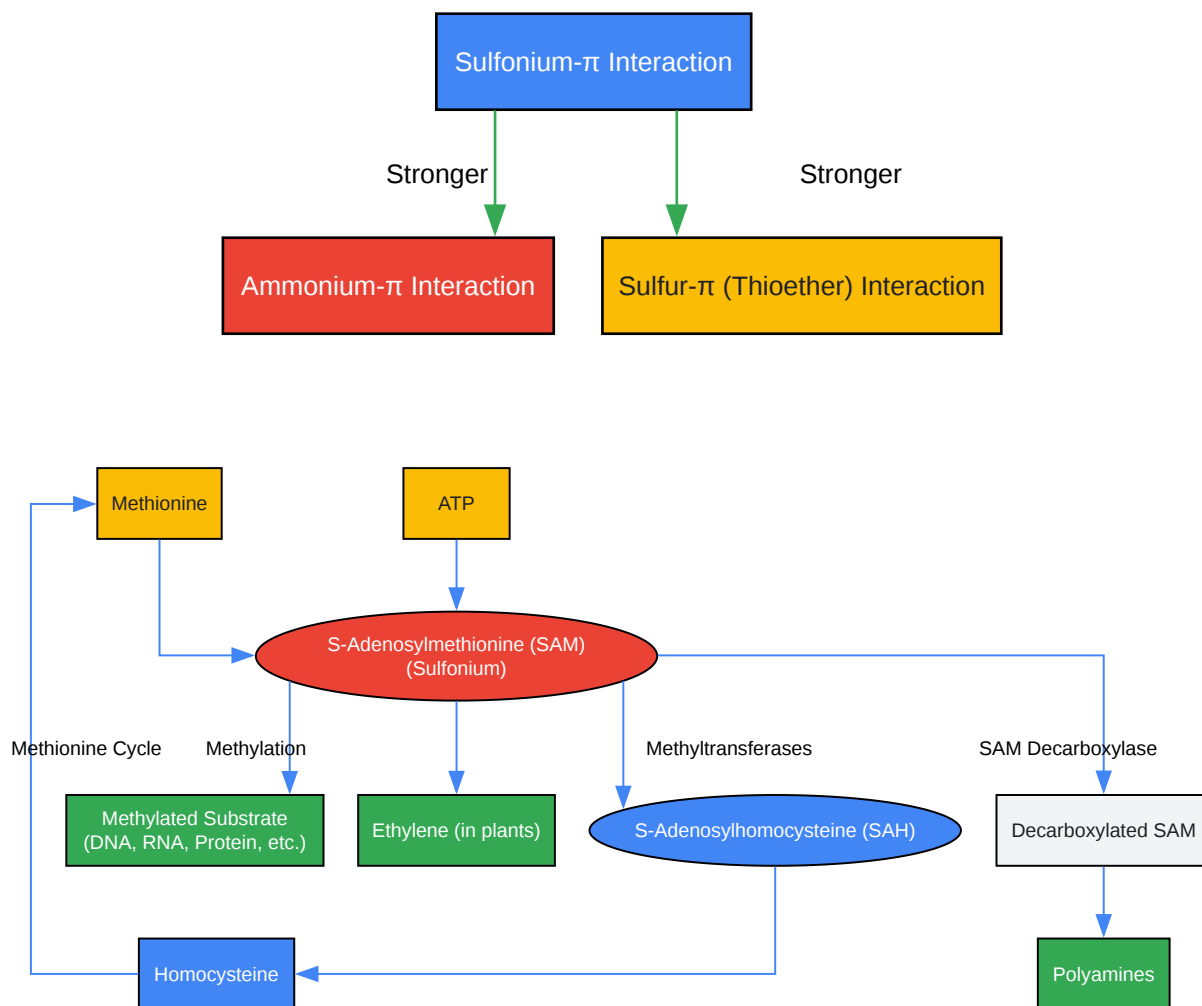 Sulfonium-π Interaction
Stronger
Stronger
Ammonium-π Interaction
Sulfur-π (Thioether) Interaction
Methionine
ATP
S-Adenosylmethionine (SAM)
(Sulfonium)
Methionine Cycle
Methylation
Methyltransferases
SAM Decarboxylase
Methylated Substrate
(DNA, RNA, Protein, etc.)
Ethylene (in plants)
S-Adenosylhomocysteine (SAH)
Decarboxylated SAM
Homocysteine
Polyamines